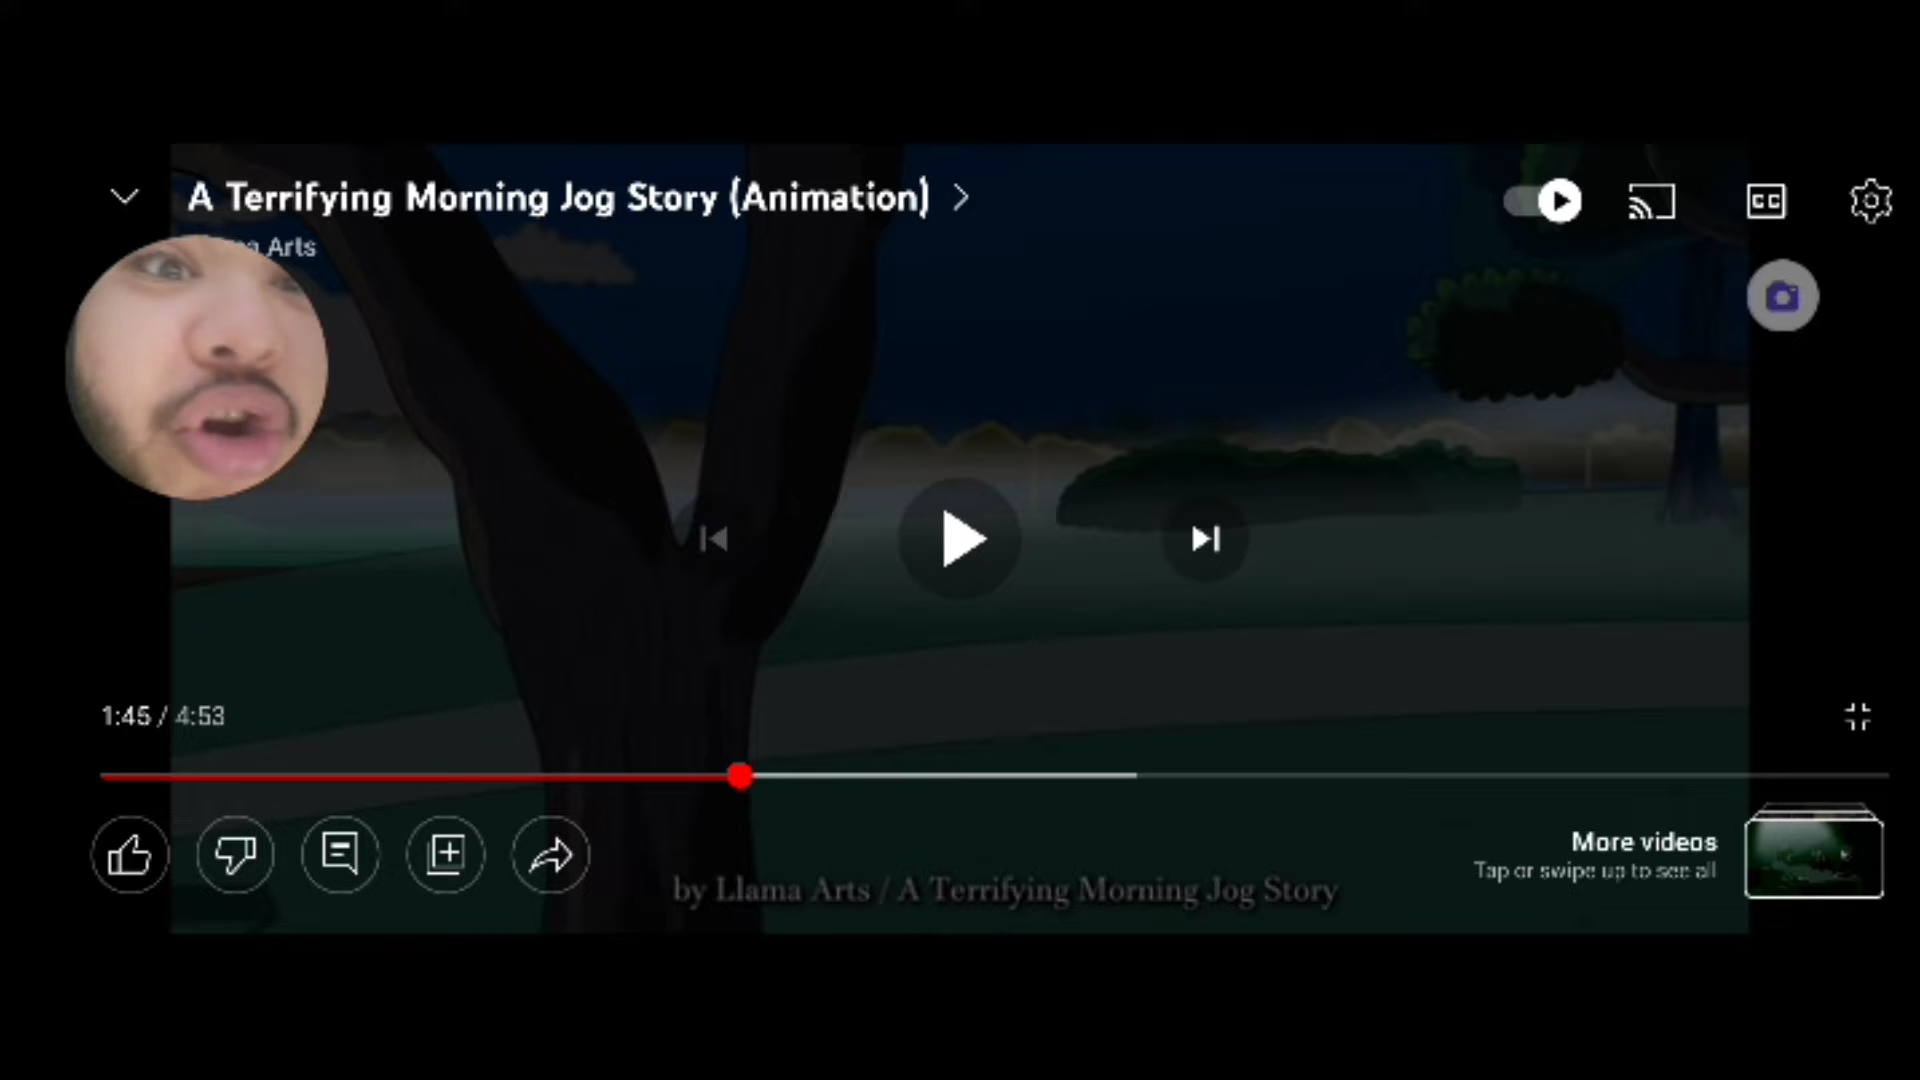 A Terrifying Morning Jog Story (Animation)
Arts
CC
1:45 / 4:53
More videos
Tap or swipe up to see all
by Llama Arts / A Terrifying Morning Jog Story